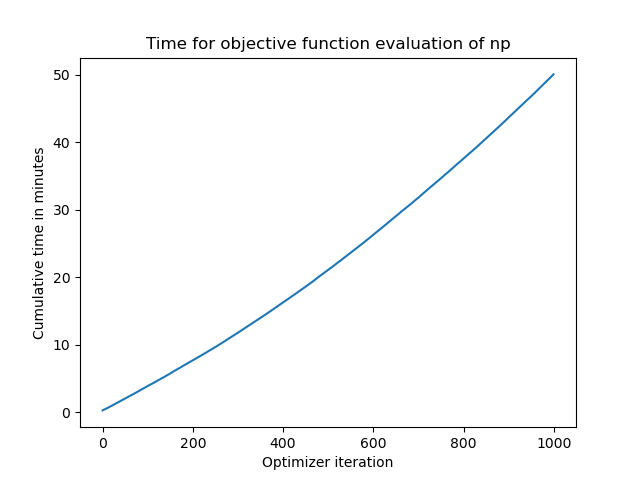 Time for objective function evaluation of np
Cumulative time in minutes
50
40
30
20
10
0
0 200 400 600 800 1000
Optimizer iteration